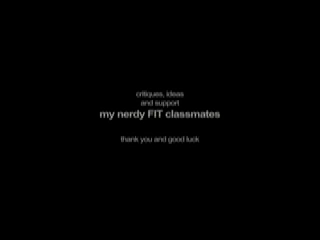 critiques, ideas
and support
my nerdy FIT classmates
thank you and good luck